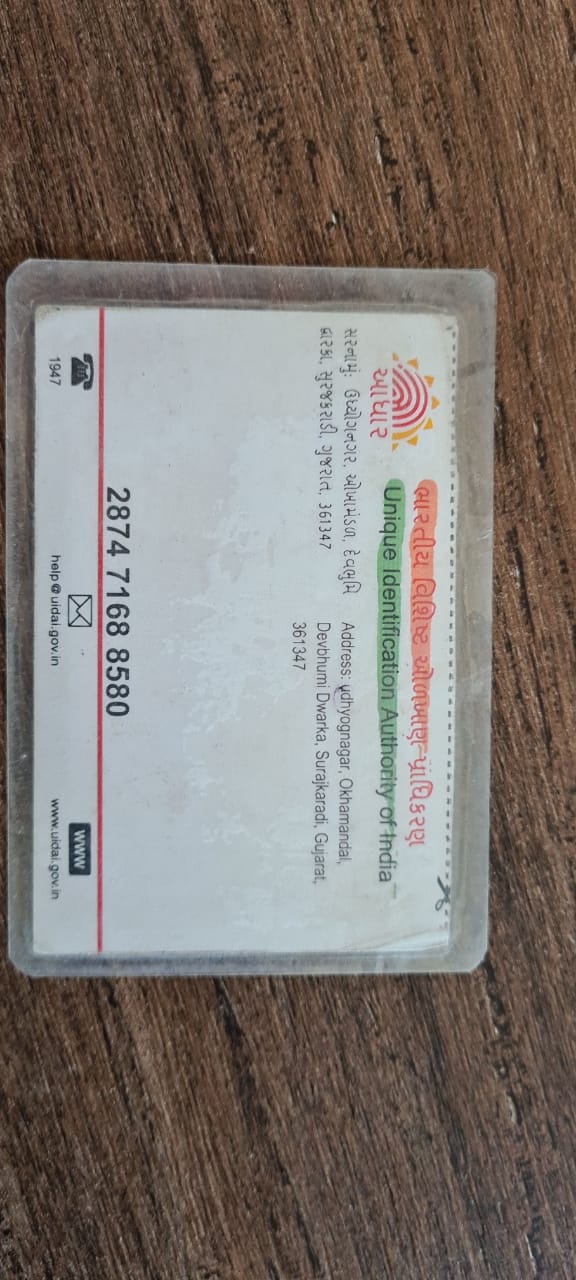 ભારતીય વિશિષ્ટ ઓળખાણ પ્રાધિકરણ
Unique Identification Authority of India
આધાર
સરનામું: ઉધ્યોગનગર, ઓખામંડળ, દેવભૂમિ
દ્વારકા, સુરજકરાડી, ગુજરાત, 361347
Address: udhyognagar, Okhamandal,
Devbhumi Dwarka, Surajkaradi, Gujarat,
361347
2874 7168 8580
1947
help@uidai.gov.in
www
www.uidai.gov.in